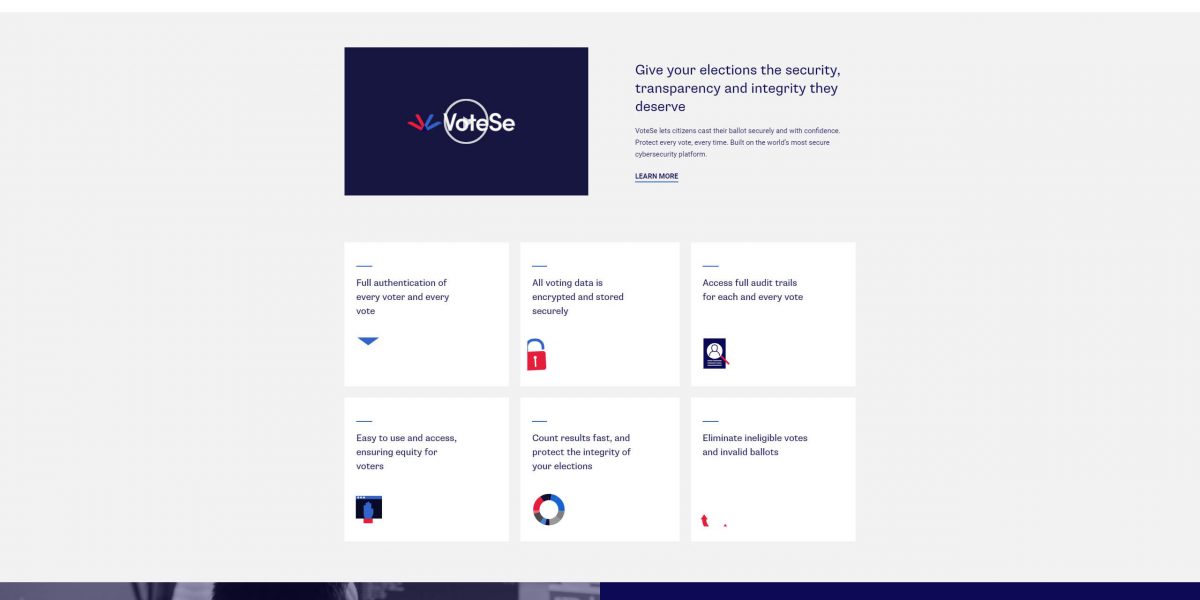 VoteSe
Give your elections the security,
transparency and integrity they
deserve
VoteSe lets citizens cast their ballot securely and with confidence.
Protect every vote, every time. Built on the world's most secure
cybersecurity platform.
LEARN MORE
Full authentication of
every voter and every
vote
All voting data is
encrypted and stored
securely
Access full audit trails
for each and every vote
Easy to use and access,
ensuring equity for
voters
Count results fast, and
protect the integrity of
your elections
Eliminate ineligible votes
and invalid ballots